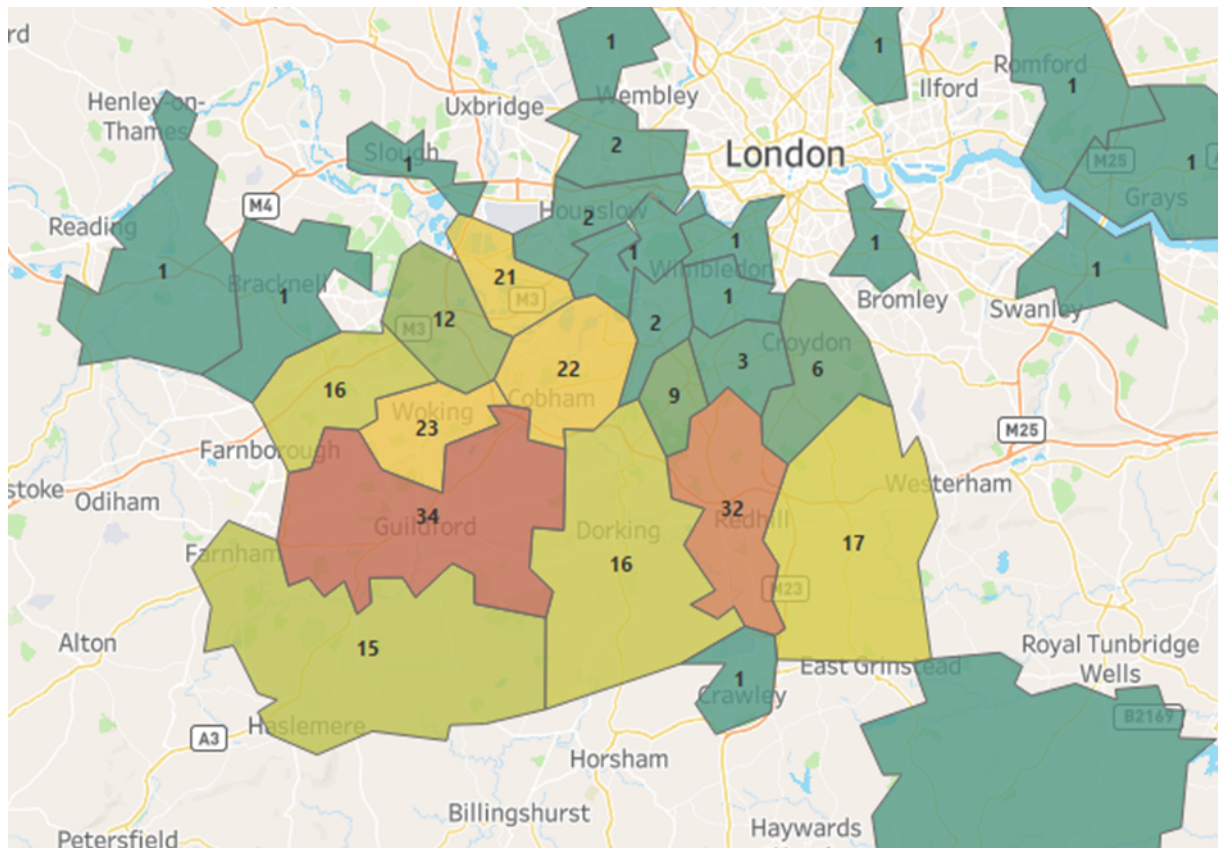 rd
1
1
Romford
Ilford
1
Henley-on-
Thames
Uxbridge
Wembley
2
London
Slough
1
M25
1
M4
Hounslow
2
Grays
Reading
1
1
1
Wimbledon
1
1
Bracknell
1
21
M3
1
Bromley
Swanley
12
M3
2
Croydon
3
6
22
16
9
Cobham
Woking
23
M25
Farnborough
stoke
Odiham
Westerham
34
Guildford
32
Redhill
Dorking
17
Farnham
16
M23
Alton
15
East Grinstead
Royal Tunbridge
Wells
1
Crawley
Haslemere
A3
B2169
Horsham
Billingshurst
Haywards
Petersfield